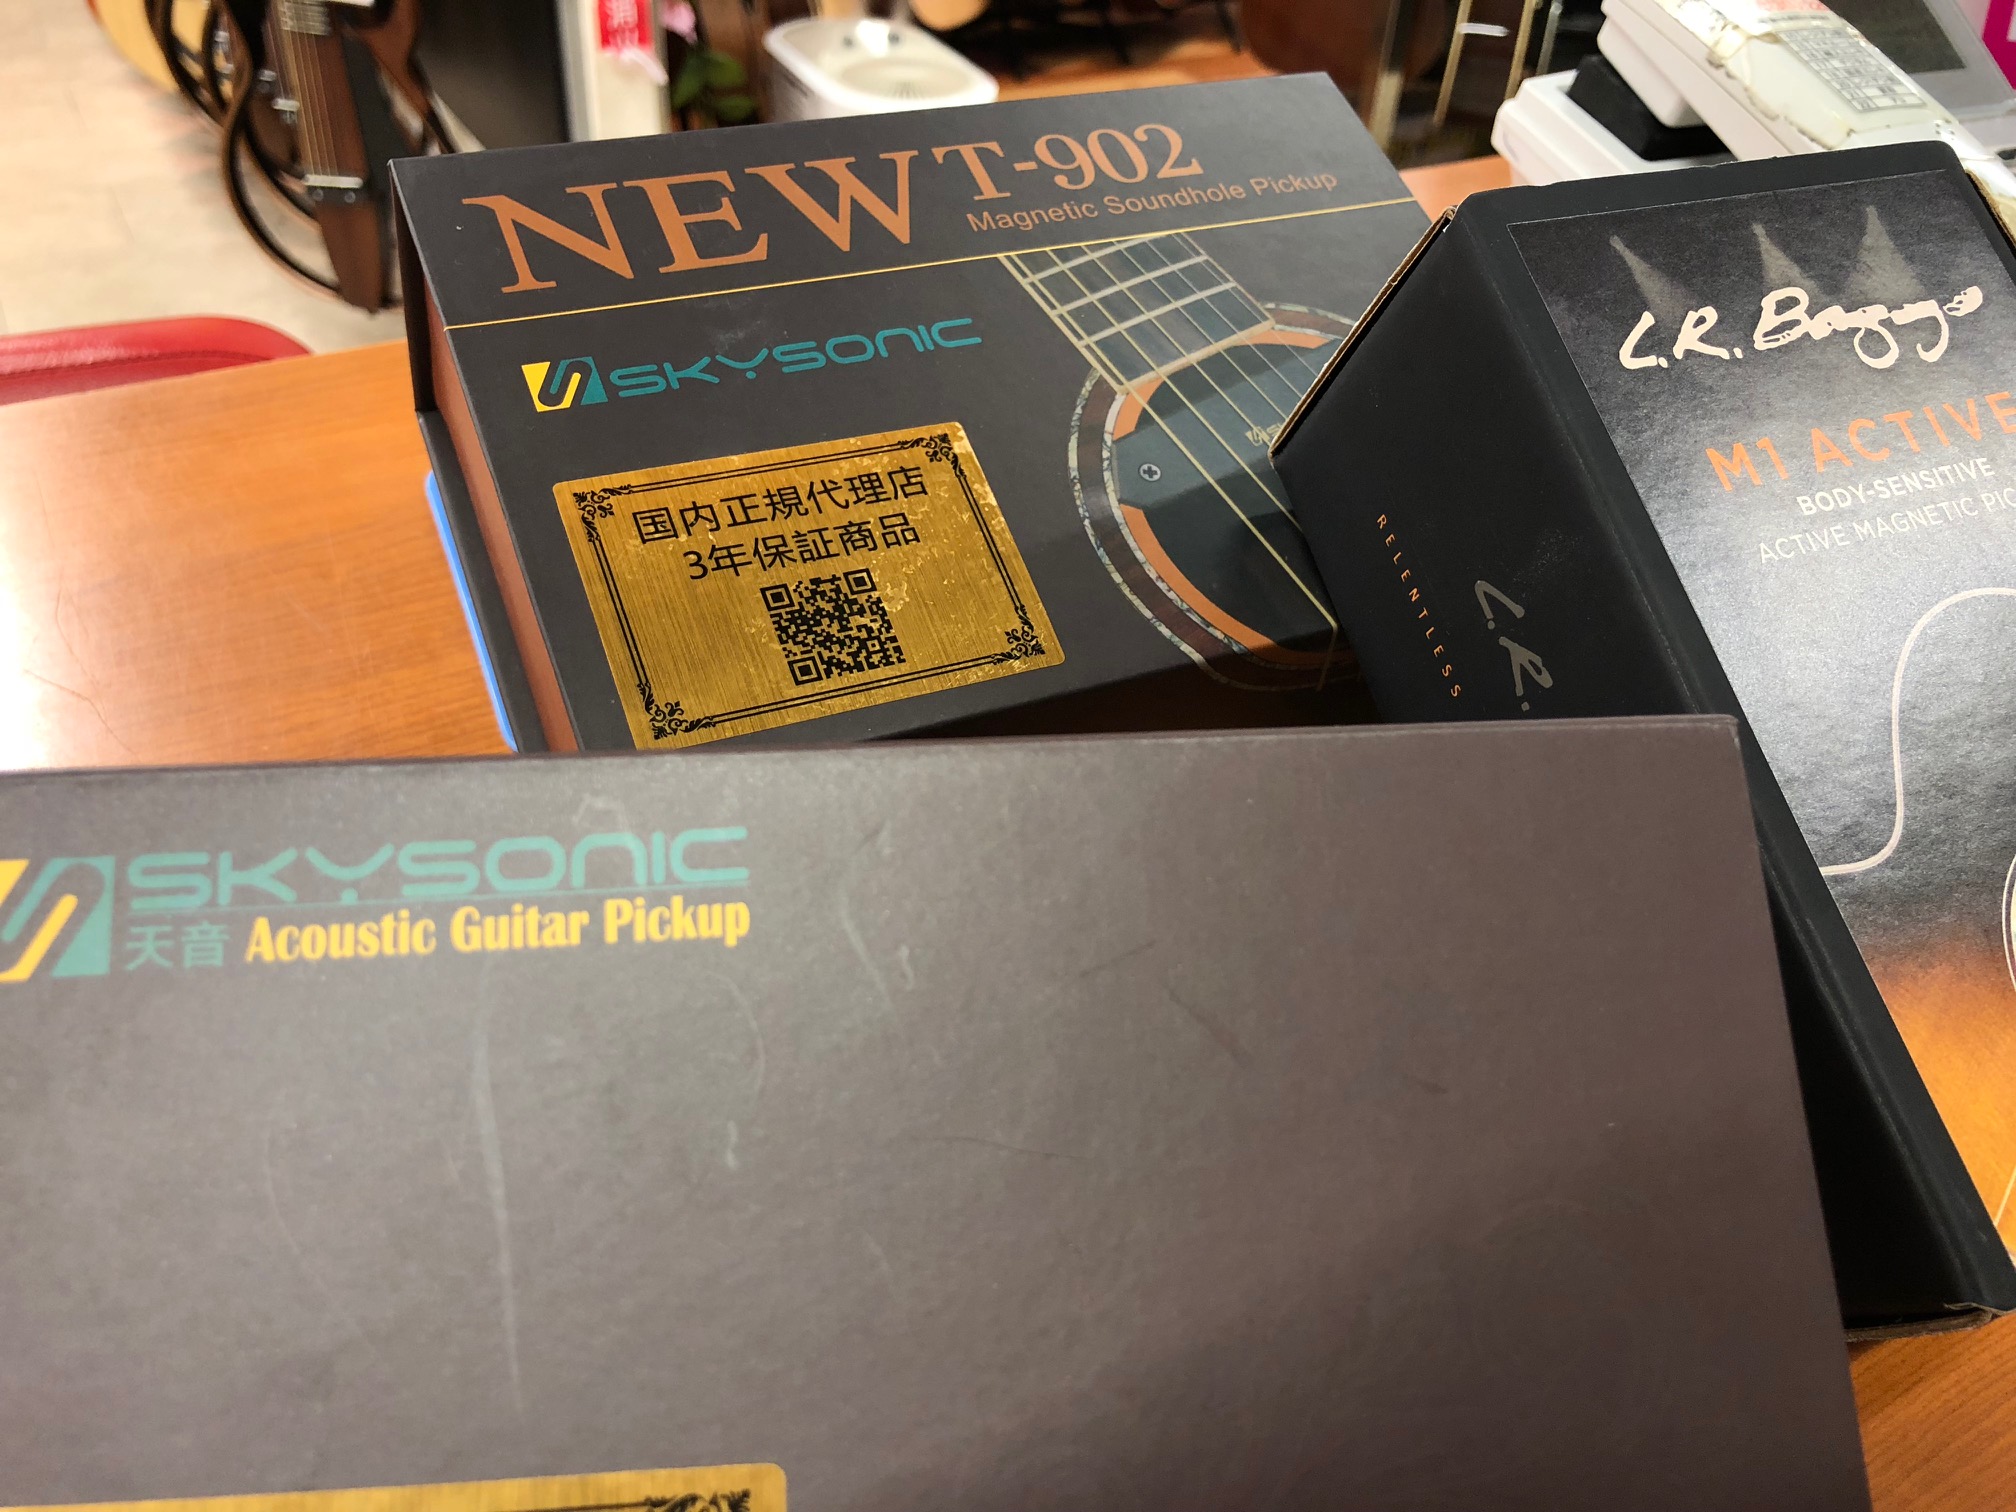 NEW T-902
Magnetic Soundhole Pickup
SKYSONIC
国内正規代理店
3年保証商品
L.R. Baggs
M1 ACTIVE
BODY-SENSITIVE
ACTIVE MAGNETIC
RELENTLESS
L.R.
SKYSONIC
天音 Acoustic Guitar Pickup